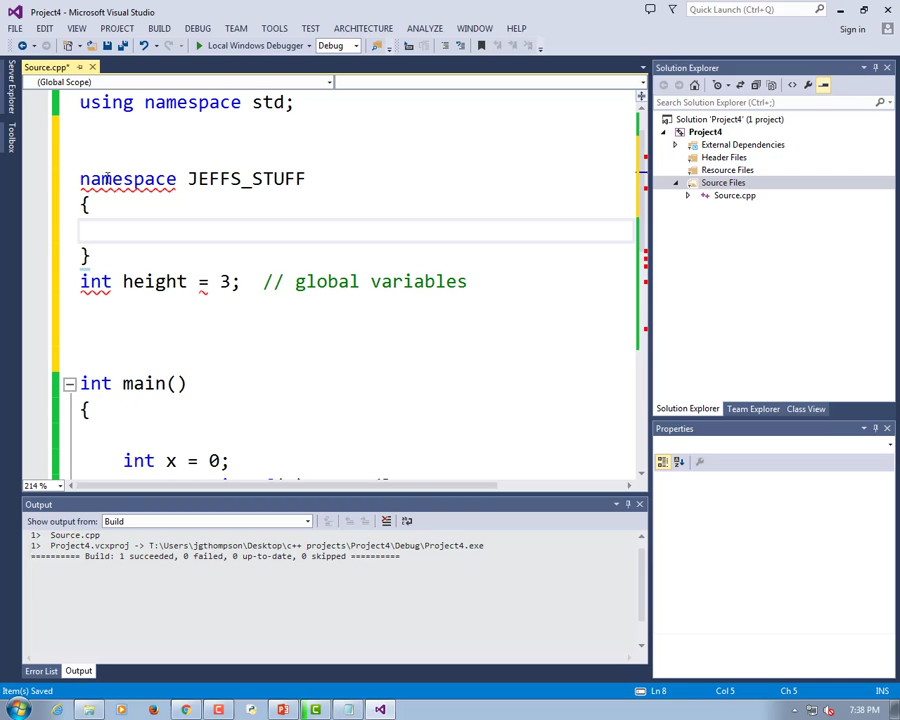 Project4 - Microsoft Visual Studio
Quick Launch (Ctrl+Q)
FILE EDIT VIEW PROJECT BUILD DEBUG TEAM TOOLS TEST ARCHITECTURE ANALYZE WINDOW HELP
Sign in
Local Windows Debugger Debug
Server Explorer
Toolbox
Source.cpp*
(Global Scope)
using namespace std;
namespace JEFFS_STUFF
{
}
int height = 3;  // global variables
int main()
{
int x = 0;
214 %
Solution Explorer
Search Solution Explorer (Ctrl+;)
Solution 'Project4' (1 project)
Project4
External Dependencies
Header Files
Resource Files
Source Files
Source.cpp
Solution Explorer Team Explorer Class View
Properties
Output
Show output from: Build
1>  Source.cpp
1>  Project4.vcxproj -> T:\Users\jgthompson\Desktop\c++ projects\Project4\Debug\Project4.exe
========== Build: 1 succeeded, 0 failed, 0 up-to-date, 0 skipped ==========
Error List Output
Item(s) Saved
Ln 8 Col 5 Ch 5 INS
7:38 PM